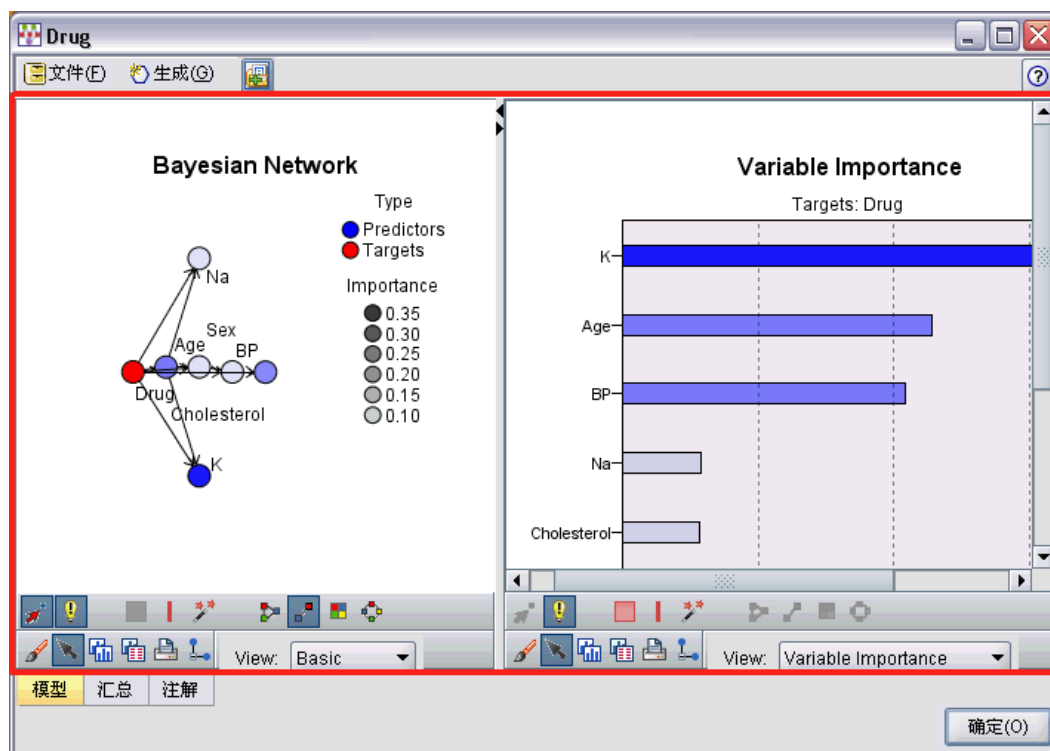 Drug
文件(F) 生成(G)
Bayesian Network
Type
Predictors
Targets
Importance
0.35
0.30
0.25
0.20
0.15
0.10
Na
Sex
Age
BP
Drug
Cholesterol
K
View: Basic
Variable Importance
Targets: Drug
K
Age
BP
Na
Cholesterol
View: Variable Importance
模型 汇总 注解
确定(O)